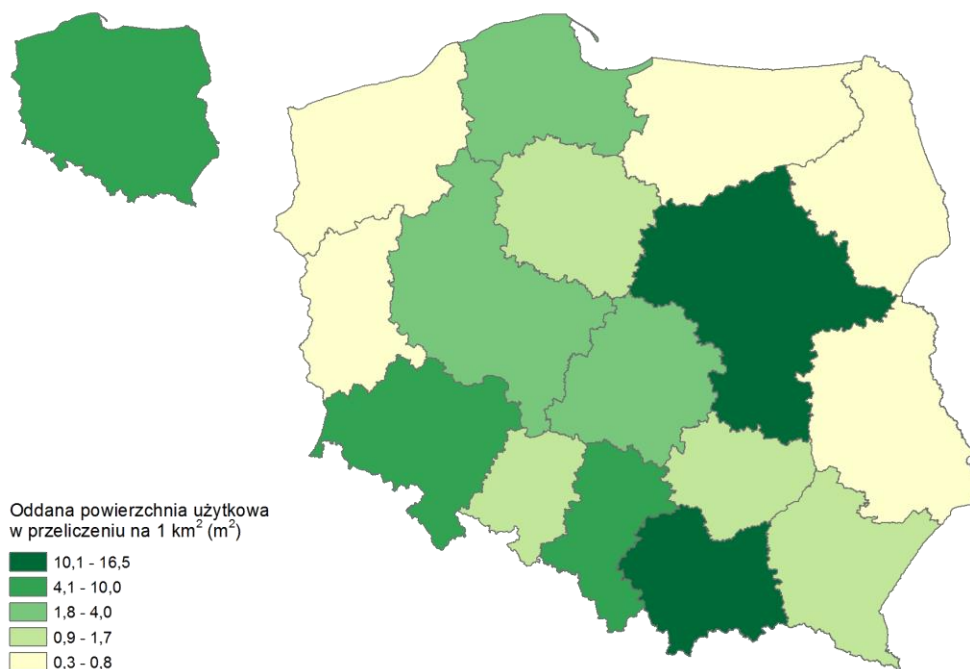 Oddana powierzchnia użytkowa
w przeliczeniu na 1 km² (m²)
10,1 - 16,5
4,1 - 10,0
1,8 - 4,0
0,9 - 1,7
0,3 - 0,8